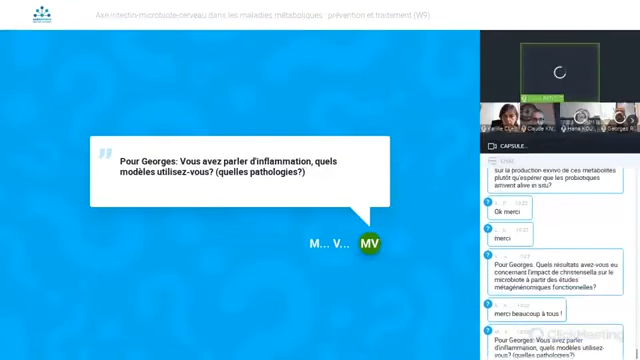 Axe intestin-microbiote-cerveau dans les maladies métaboliques : prévention et traitement (W9)
Pour Georges: Vous avez parler d'inflammation, quels
modèles utilisez-vous? (quelles pathologies?)
M... V...
MV
Claude
Georges R
CAPSULE...
sur la production exvivo de ces métabolites
plutôt qu'espérer que les probiotiques
arrivent alive in situ?
Ok merci
merci
Pour Georges. Quels résultats avez-vous eu
concernant l'impact de christensella sur le
microbiote à partir des études
métagénénomiques fonctionnelles?
merci beaucoup à tous !
Pour Georges: Vous avez parler
d'inflammation, quels modèles utilisez-
vous? (quelles pathologies?)
ClickMeeting